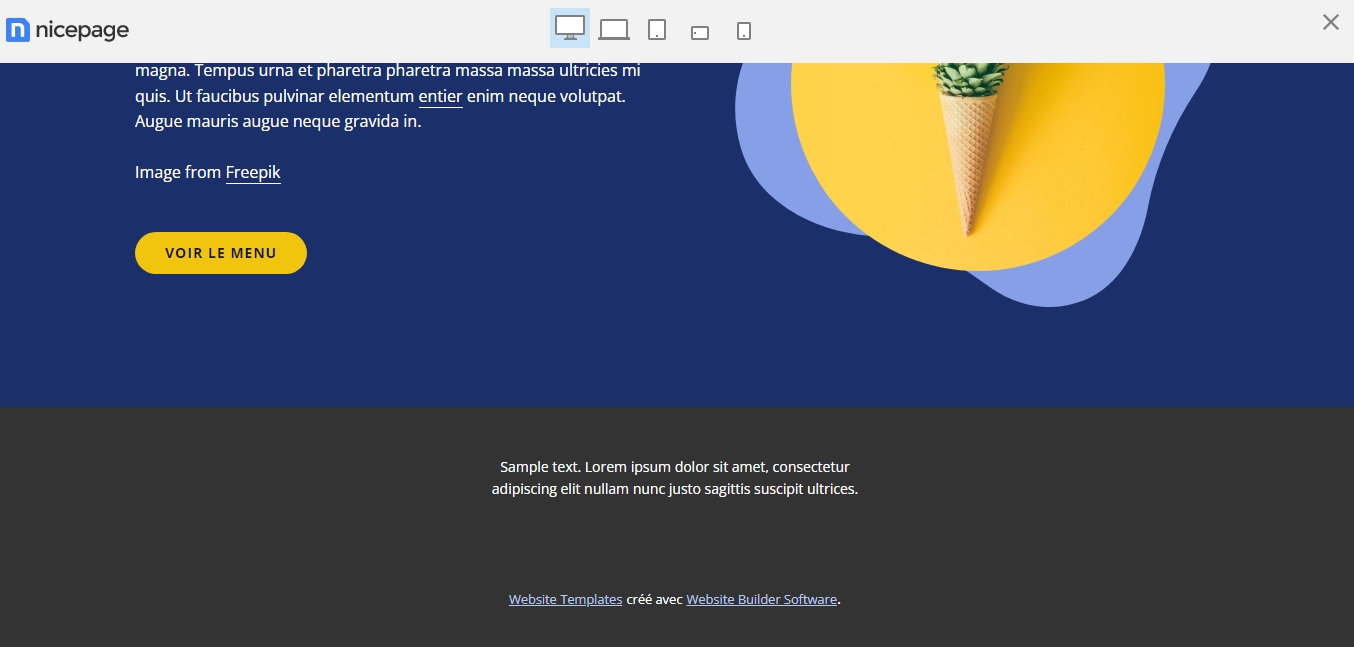 nicepage
magna. Tempus urna et pharetra pharetra massa massa ultricies mi
quis. Ut faucibus pulvinar elementum entier enim neque volutpat.
Augue mauris augue neque gravida in.
Image from Freepik
VOIR LE MENU
Sample text. Lorem ipsum dolor sit amet, consectetur
adipiscing elit nullam nunc justo sagittis suscipit ultrices.
Website Templates créé avec Website Builder Software.